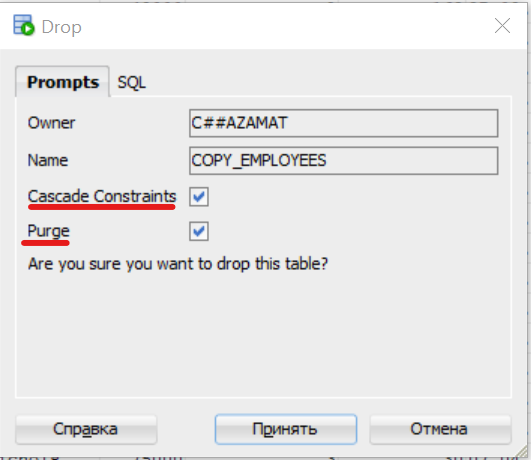 Drop
Prompts SQL
Owner C##AZAMAT
Name COPY_EMPLOYEES
Cascade Constraints
Purge
Are you sure you want to drop this table?
Справка Принять Отмена